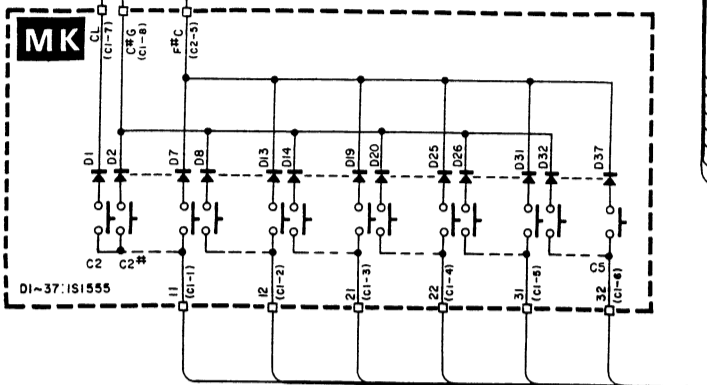 MK
CL
(C1-7)
C#G
(C1-8)
F#C
(C2-5)
D1
D2
D7
D8
D13
D14
D19
D20
D25
D26
D31
D32
D37
C2
C2#
C5
D1~37:1S1555
11
(C1-1)
12
(C1-2)
21
(C1-3)
22
(C1-4)
31
(C1-5)
32
(C1-6)